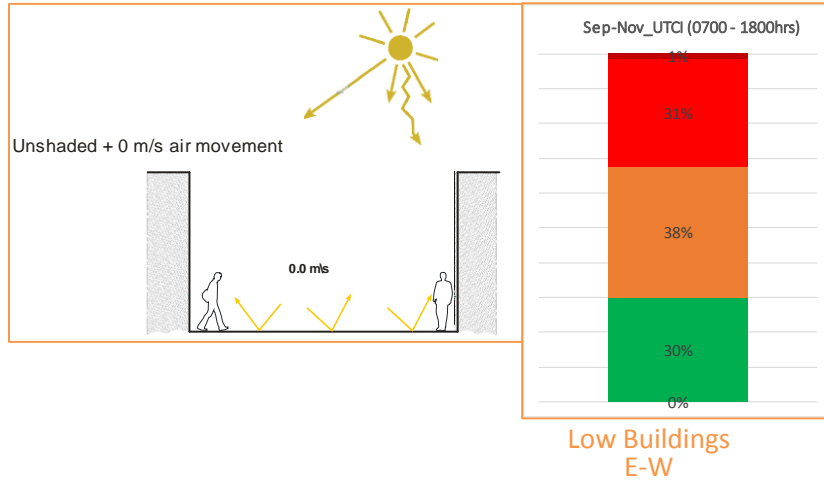 Unshaded + 0 m/s air movement
0.0 m\s
Sep-Nov_UTCI (0700 - 1800hrs)
1%
31%
38%
30%
0%
Low Buildings
E-W